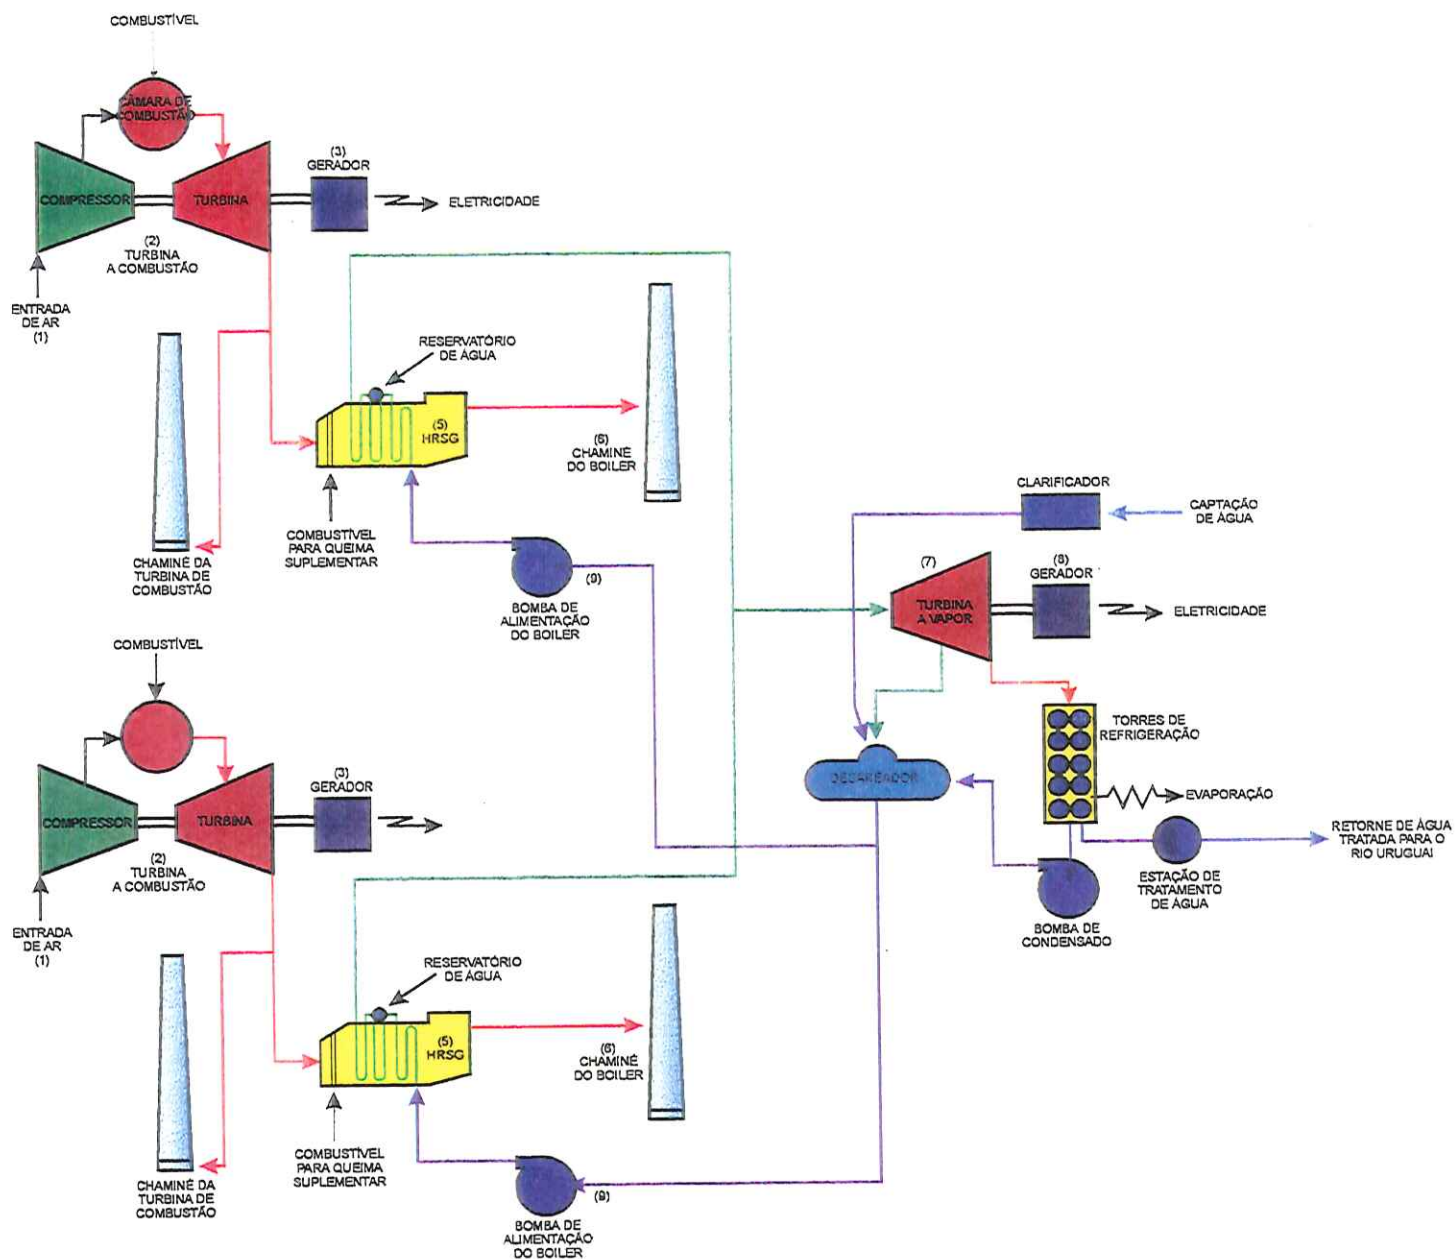 COMBUSTÍVEL
CÂMARA DE
COMBUSTÃO
(3)
GERADOR
COMPRESSOR
TURBINA
ELETRICIDADE
(2)
TURBINA
A COMBUSTÃO
ENTRADA
DE AR
(1)
RESERVATÓRIO
DE ÁGUA
(5)
HRSG
(6)
CHAMINÉ
DO BOILER
COMBUSTÍVEL
PARA QUEIMA
SUPLEMENTAR
CHAMINÉ DA
TURBINA DE
COMBUSTÃO
(9)
BOMBA DE
ALIMENTAÇÃO
DO BOILER
CLARIFICADOR
CAPTAÇÃO
DE ÁGUA
(7)
TURBINA
A VAPOR
(8)
GERADOR
ELETRICIDADE
TORRES DE
REFRIGERAÇÃO
DESAREADOR
EVAPORAÇÃO
RETORNE DE ÁGUA
TRATADA PARA O
RIO URUGUAI
ESTAÇÃO DE
TRATAMENTO
DE ÁGUA
BOMBA DE
CONDENSADO
COMBUSTÍVEL
(3)
GERADOR
COMPRESSOR
TURBINA
(2)
TURBINA
A COMBUSTÃO
ENTRADA
DE AR
(1)
RESERVATÓRIO
DE ÁGUA
(5)
HRSG
(6)
CHAMINÉ
DO BOILER
COMBUSTÍVEL
PARA QUEIMA
SUPLEMENTAR
CHAMINÉ DA
TURBINA DE
COMBUSTÃO
(9)
BOMBA DE
ALIMENTAÇÃO
DO BOILER